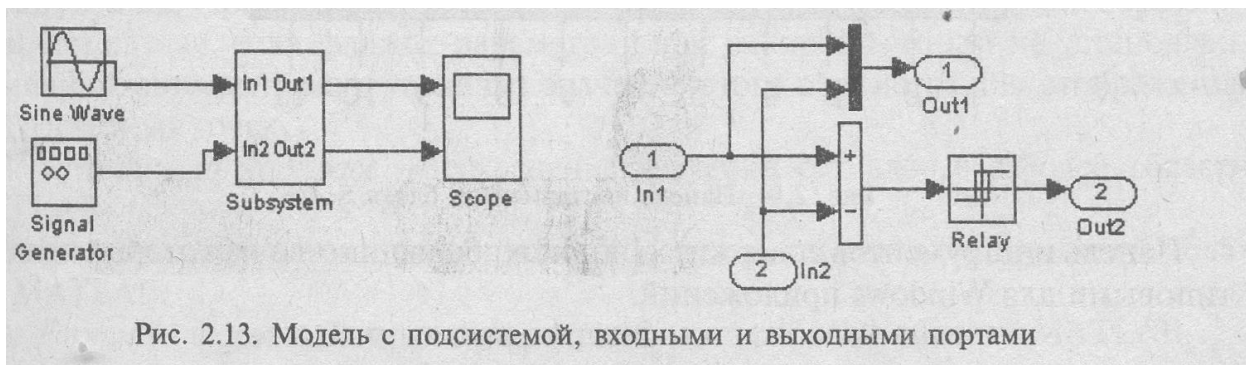 Sine Wave
Signal
Generator
In1 Out1
In2 Out2
Subsystem
Scope
1
In1
2
In2
+
−
1
Out1
Relay
2
Out2
Рис. 2.13. Модель с подсистемой, входными и выходными портами